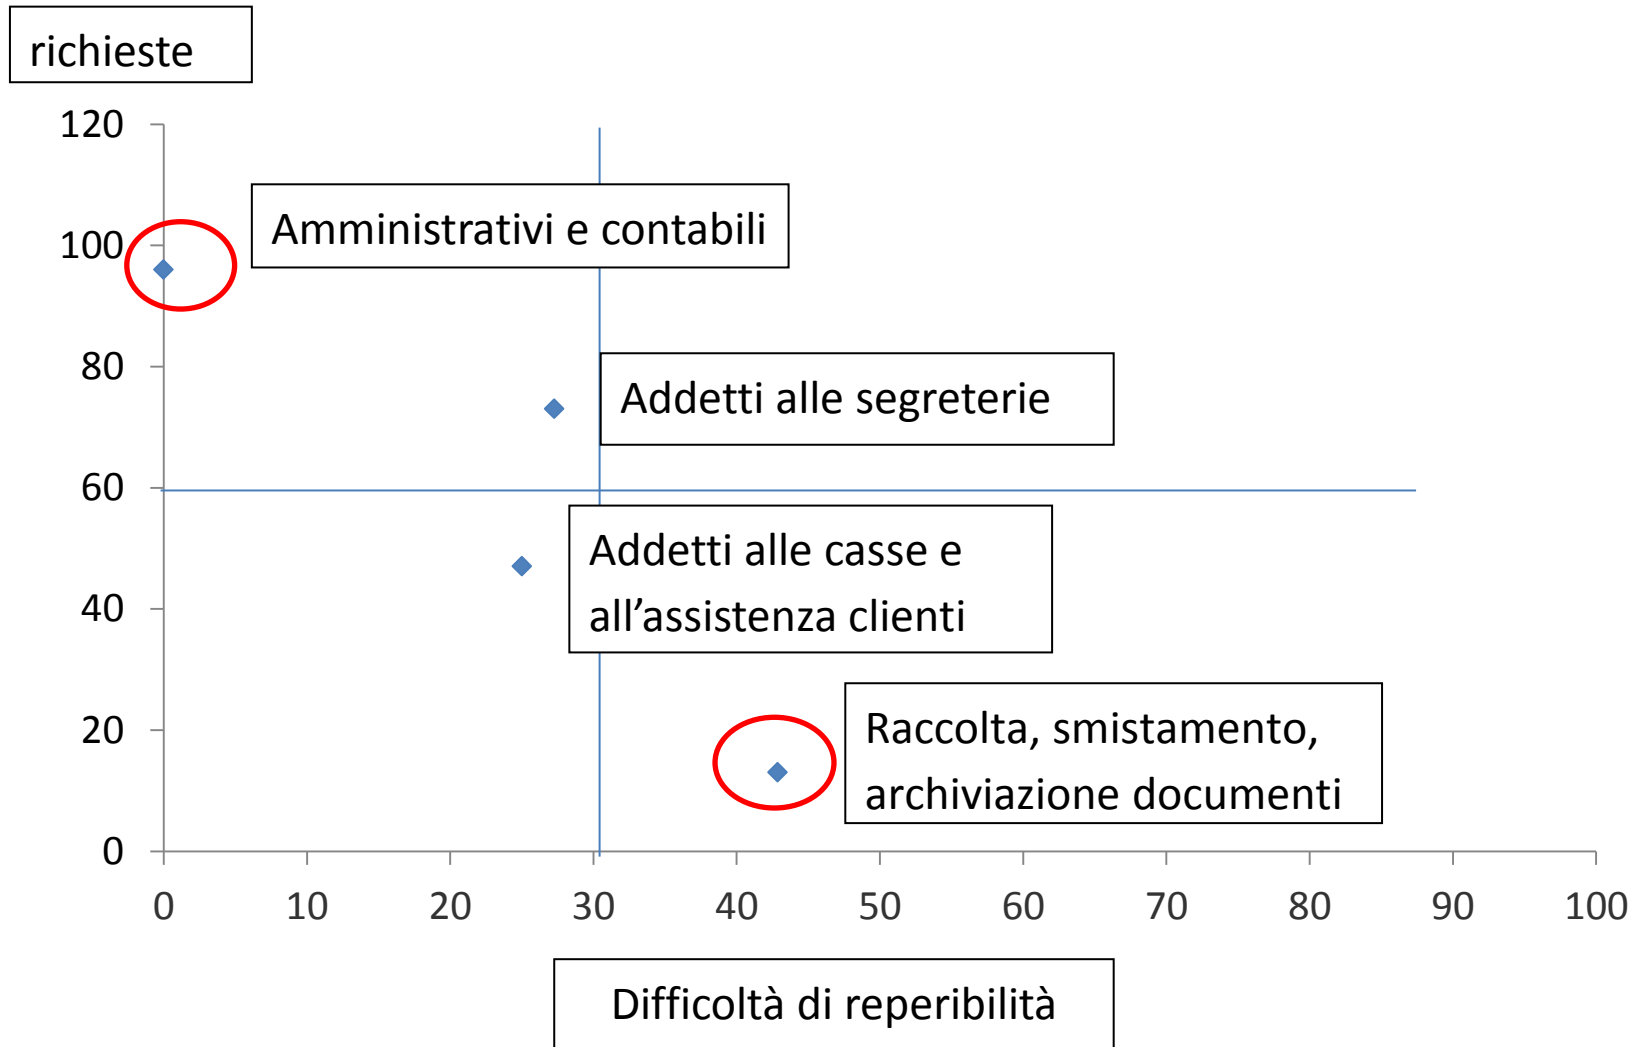 richieste
120
Amministrativi e contabili
100
80
Addetti alle segreterie
60
Addetti alle casse e
all’assistenza clienti
40
Raccolta, smistamento,
archiviazione documenti
20
0
0 10 20 30 40 50 60 70 80 90 100
Difficoltà di reperibilità